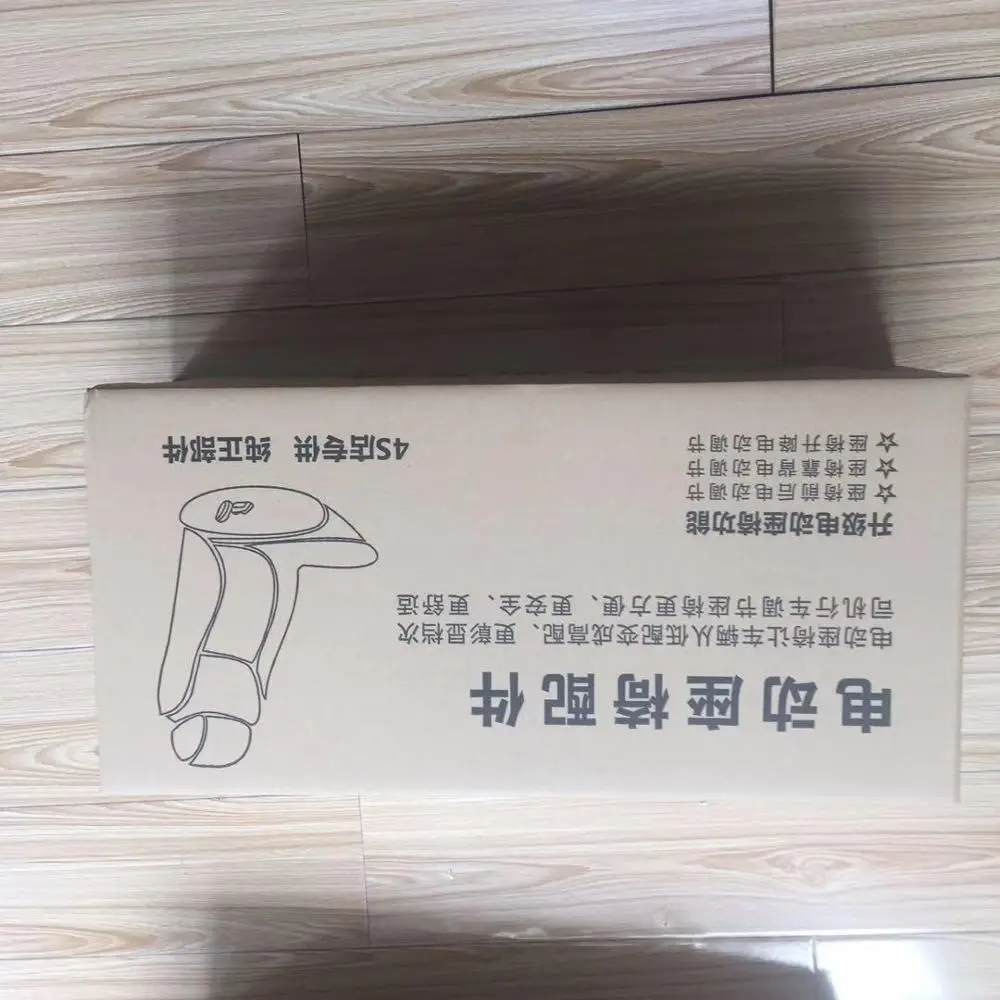 电动座椅配件
电动座椅让车辆从低配变成高配、更彰显档次
司机行车调节座椅更方便、更安全、更舒适
升级电动座椅功能
☆ 座椅前后电动调节
☆ 座椅靠背电动调节
☆ 座椅升降电动调节
4S店专供 纯正部件